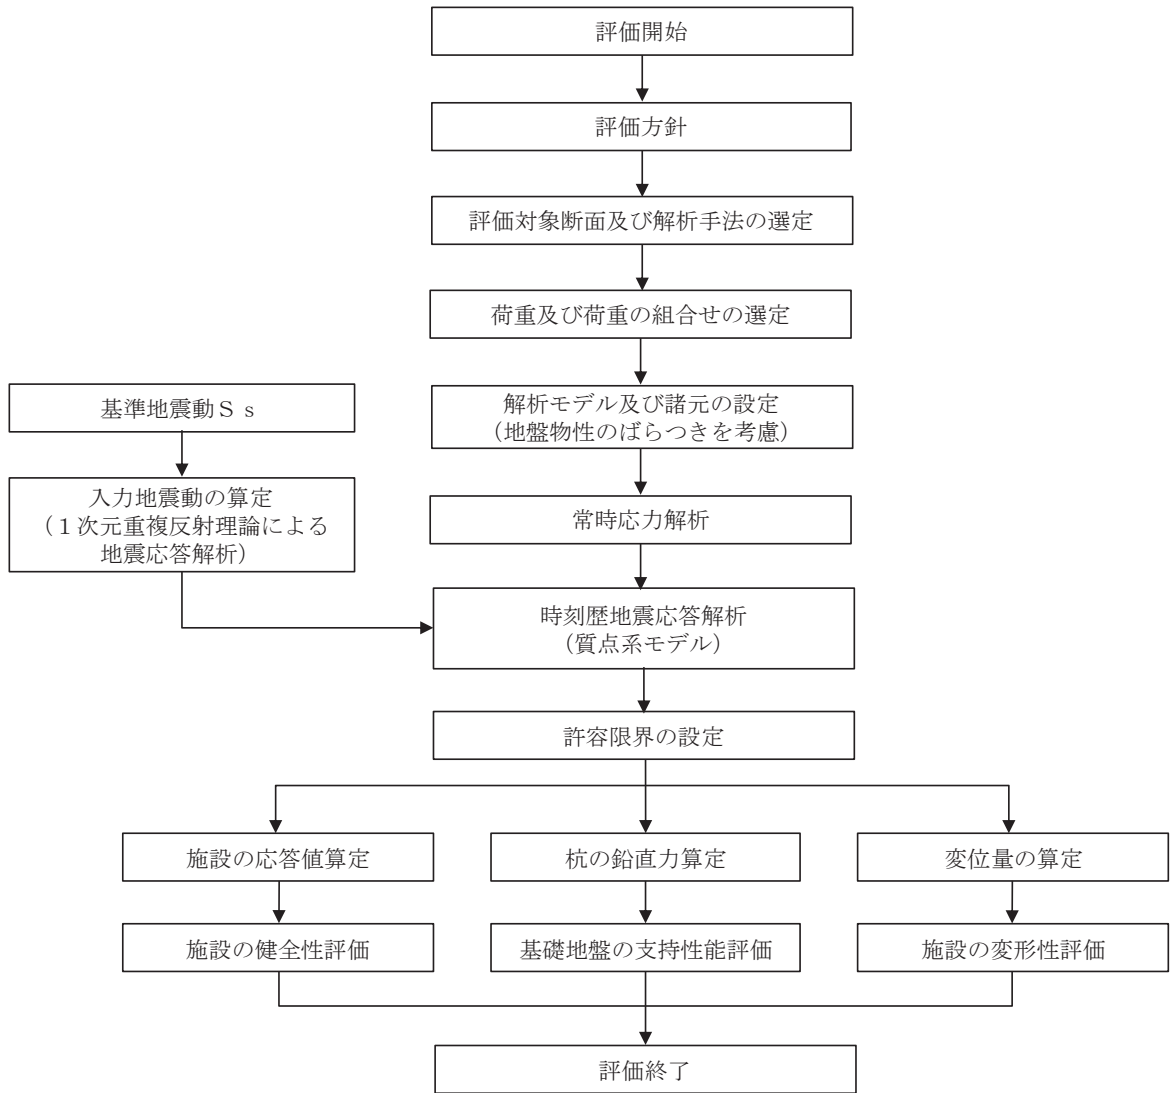 評価開始
評価方針
評価対象断面及び解析手法の選定
荷重及び荷重の組合せの選定
解析モデル及び諸元の設定
(地盤物性のばらつきを考慮)
基準地震動Ss
入力地震動の算定
(1次元重複反射理論による
地震応答解析)
常時応力解析
時刻歴地震応答解析
(質点系モデル)
許容限界の設定
施設の応答値算定
杭の鉛直力算定
変位量の算定
施設の健全性評価
基礎地盤の支持性能評価
施設の変形性評価
評価終了